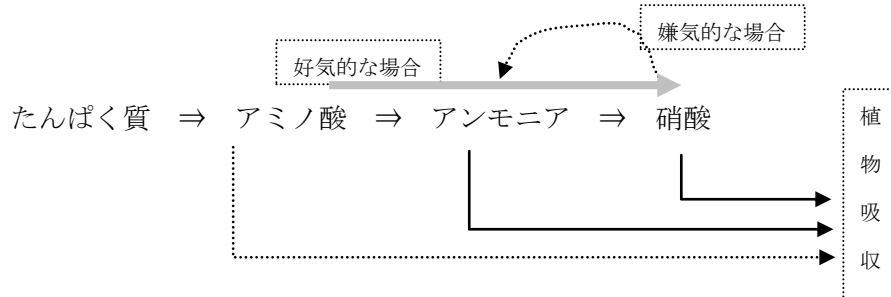 嫌気的な場合
好気的な場合
たんぱく質 ⇒ アミノ酸 ⇒ アンモニア ⇒ 硝酸
植物吸収